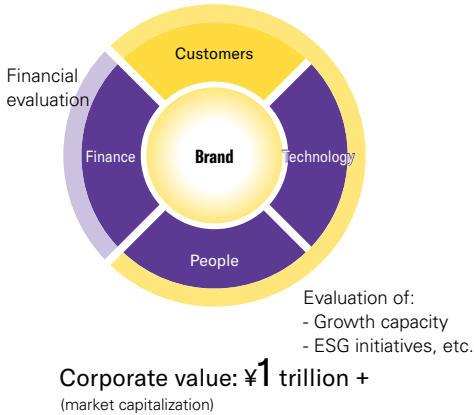 Customers
Financial
evaluation
Finance
Brand
Technology
People
Evaluation of:
- Growth capacity
- ESG initiatives, etc.
Corporate value: ¥1 trillion +
(market capitalization)